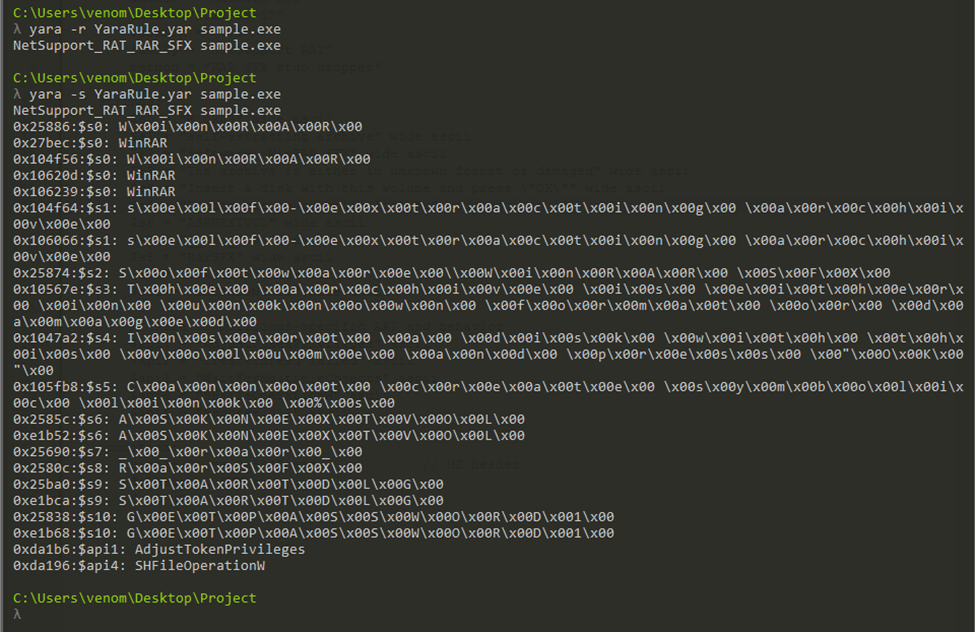 C:\Users\venom\Desktop\Project
λ yara -r YaraRule.yar sample.exe
NetSupport_RAT_RAR_SFX sample.exe
C:\Users\venom\Desktop\Project
λ yara -s YaraRule.yar sample.exe
NetSupport_RAT_RAR_SFX sample.exe
0x25886:$s0: W\x00i\x00n\x00R\x00A\x00R\x00
0x27bec:$s0: WinRAR
0x104f56:$s0: W\x00i\x00n\x00R\x00A\x00R\x00
0x10620d:$s0: WinRAR
0x106239:$s0: WinRAR
0x104f64:$s1: s\x00e\x00l\x00f\x00-\x00e\x00x\x00t\x00r\x00a\x00c\x00t\x00i\x00n\x00g\x00 \x00a\x00r\x00c\x00h\x00i\x
00v\x00e\x00
0x106066:$s1: s\x00e\x00l\x00f\x00-\x00e\x00x\x00t\x00r\x00a\x00c\x00t\x00i\x00n\x00g\x00 \x00a\x00r\x00c\x00h\x00i\x
00v\x00e\x00
0x25874:$s2: S\x00o\x00f\x00t\x00w\x00a\x00r\x00e\x00\\x00W\x00i\x00n\x00R\x00A\x00R\x00 \x00S\x00F\x00X\x00
0x10567e:$s3: T\x00h\x00e\x00 \x00a\x00r\x00c\x00h\x00i\x00v\x00e\x00 \x00i\x00s\x00 \x00e\x00i\x00t\x00h\x00e\x00r\x
00 \x00i\x00n\x00 \x00u\x00n\x00k\x00n\x00o\x00w\x00n\x00 \x00f\x00o\x00r\x00m\x00a\x00t\x00 \x00o\x00r\x00 \x00d\x00
a\x00m\x00a\x00g\x00e\x00d\x00
0x1047a2:$s4: I\x00n\x00s\x00e\x00r\x00t\x00 \x00a\x00 \x00d\x00i\x00s\x00k\x00 \x00w\x00i\x00t\x00h\x00 \x00t\x00h\x
00i\x00s\x00 \x00v\x00o\x00l\x00u\x00m\x00e\x00 \x00a\x00n\x00d\x00 \x00p\x00r\x00e\x00s\x00s\x00 \x00"\x00O\x00K\x00
"\x00
0x105fb8:$s5: C\x00a\x00n\x00n\x00o\x00t\x00 \x00c\x00r\x00e\x00a\x00t\x00e\x00 \x00s\x00y\x00m\x00b\x00o\x00l\x00i\x
00c\x00 \x00l\x00i\x00n\x00k\x00 \x00%\x00s\x00
0x2585c:$s6: A\x00S\x00K\x00N\x00E\x00X\x00T\x00V\x00O\x00L\x00
0xe1b52:$s6: A\x00S\x00K\x00N\x00E\x00X\x00T\x00V\x00O\x00L\x00
0x25690:$s7: _\x00_\x00r\x00a\x00r\x00_\x00
0x2580c:$s8: R\x00a\x00r\x00S\x00F\x00X\x00
0x25ba0:$s9: S\x00T\x00A\x00R\x00T\x00D\x00L\x00G\x00
0xe1bca:$s9: S\x00T\x00A\x00R\x00T\x00D\x00L\x00G\x00
0x25838:$s10: G\x00E\x00T\x00P\x00A\x00S\x00S\x00W\x00O\x00R\x00D\x001\x00
0xe1b68:$s10: G\x00E\x00T\x00P\x00A\x00S\x00S\x00W\x00O\x00R\x00D\x001\x00
0xda1b6:$api1: AdjustTokenPrivileges
0xda196:$api4: SHFileOperationW
C:\Users\venom\Desktop\Project
λ